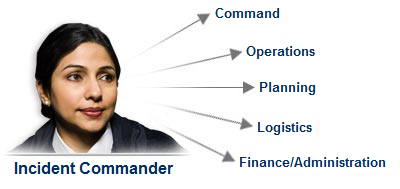 Command
Operations
Planning
Logistics
Finance/Administration
Incident Commander